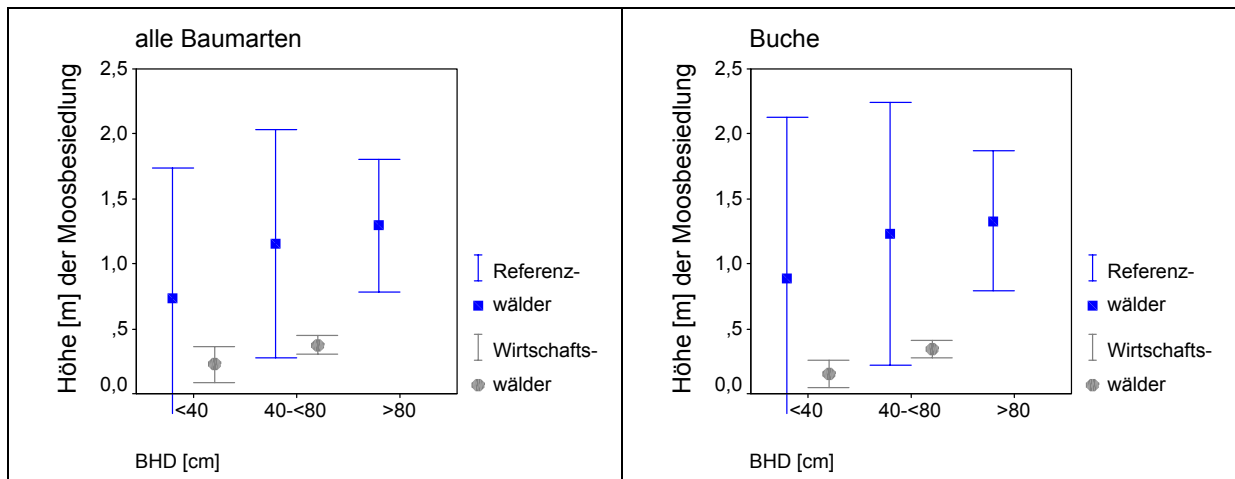 alle Baumarten
Höhe [m] der Moosbesiedlung
2,5
2,0
1,5
1,0
,5
0,0
<40
40-<80
>80
BHD [cm]
Referenz-
wälder
Wirtschafts-
wälder
Buche
Höhe [m] der Moosbesiedlung
2,5
2,0
1,5
1,0
,5
0,0
<40
40-<80
>80
BHD [cm]
Referenz-
wälder
Wirtschafts-
wälder